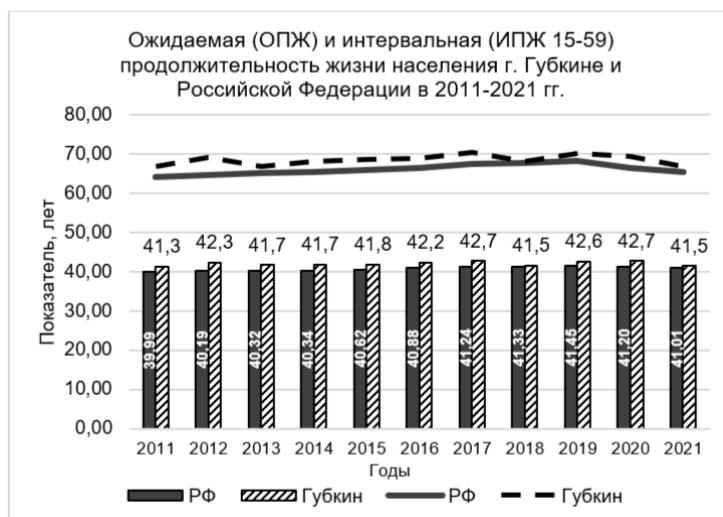 Ожидаемая (ОПЖ) и интервальная (ИПЖ 15-59)
продолжительность жизни населения г. Губкине и
Российской Федерации в 2011-2021 гг.
Показатель, лет
80,00
70,00
60,00
50,00
40,00
30,00
20,00
10,00
0,00
41,3 42,3 41,7 41,7 41,8 42,2 42,7 41,5 42,6 42,7 41,5
39,99 40,19 40,32 40,34 40,62 40,88 41,24 41,33 41,45 41,20 41,01
2011 2012 2013 2014 2015 2016 2017 2018 2019 2020 2021
Годы
РФ Губкин РФ Губкин